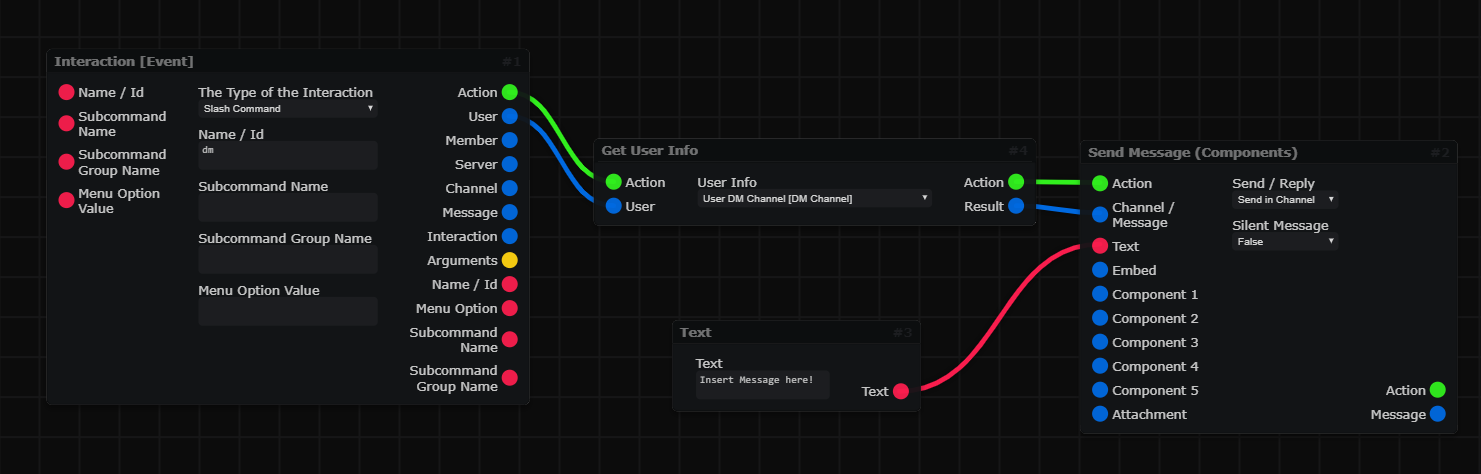 Interaction [Event] #1
Name / Id
Subcommand
Name
Subcommand
Group Name
Menu Option
Value
The Type of the Interaction
Slash Command
Name / Id
dm
Subcommand Name
Subcommand Group Name
Menu Option Value
Action
User
Member
Server
Channel
Message
Interaction
Arguments
Name / Id
Menu Option
Subcommand
Name
Subcommand
Group Name
Get User Info #4
Action
User
User Info
User DM Channel [DM Channel]
Action
Result
Text #3
Text
Insert Message here!
Text
Send Message (Components) #2
Action
Channel /
Message
Text
Embed
Component 1
Component 2
Component 3
Component 4
Component 5
Attachment
Send / Reply
Send in Channel
Silent Message
False
Action
Message